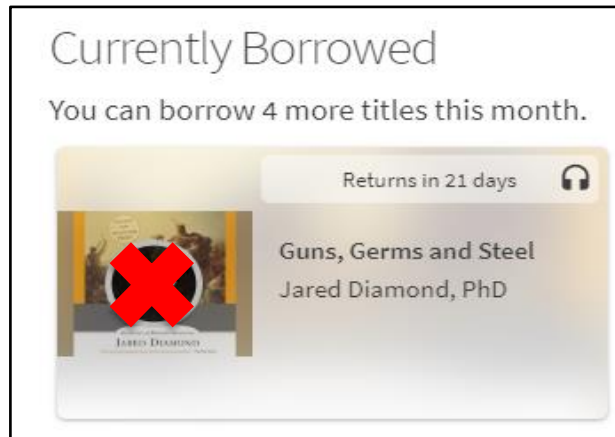 Currently Borrowed
You can borrow 4 more titles this month.
Returns in 21 days
Guns, Germs and Steel
Jared Diamond, PhD
JARED DIAMOND